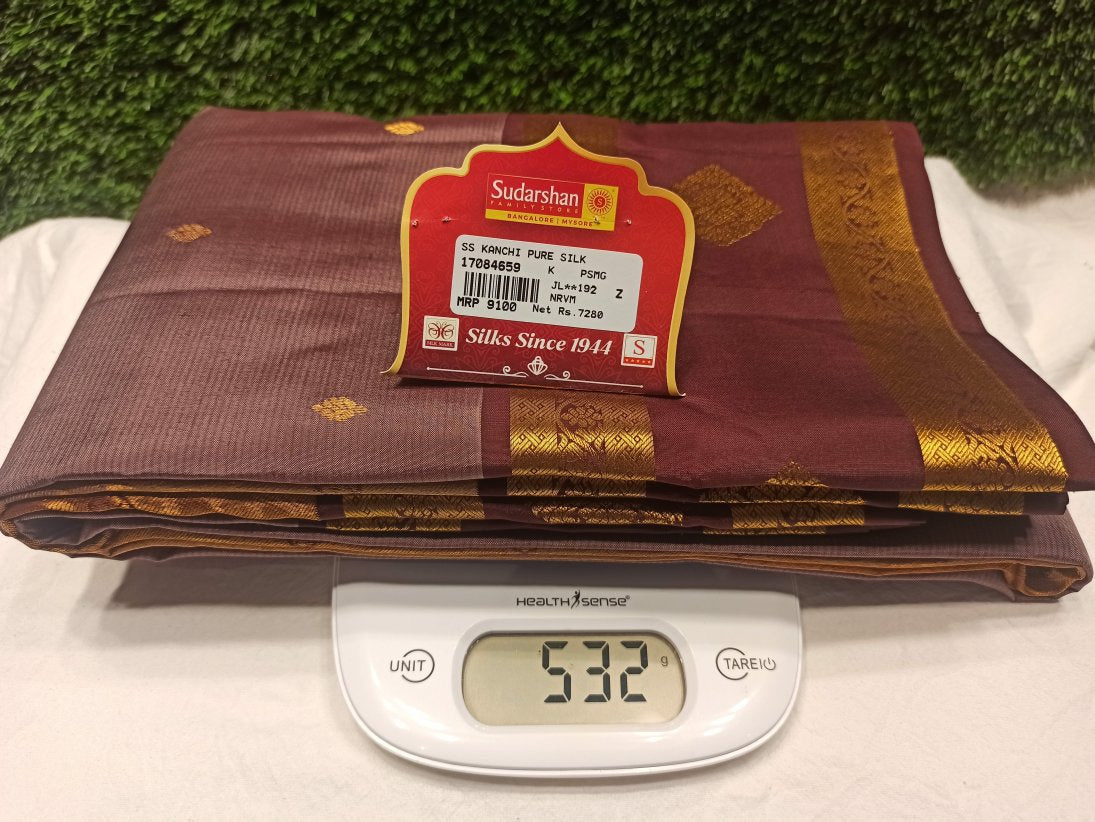 Sudarshan
FAMILY STORE
BANGALORE | MYSORE
SS KANCHI PURE SILK
17084659 K PSMG
JL**192 Z
NRVM
MRP 9100 Net Rs.7280
SILK MARK
Silks Since 1944
S
HEALTH SENSE®
UNIT
532 g
TARE|